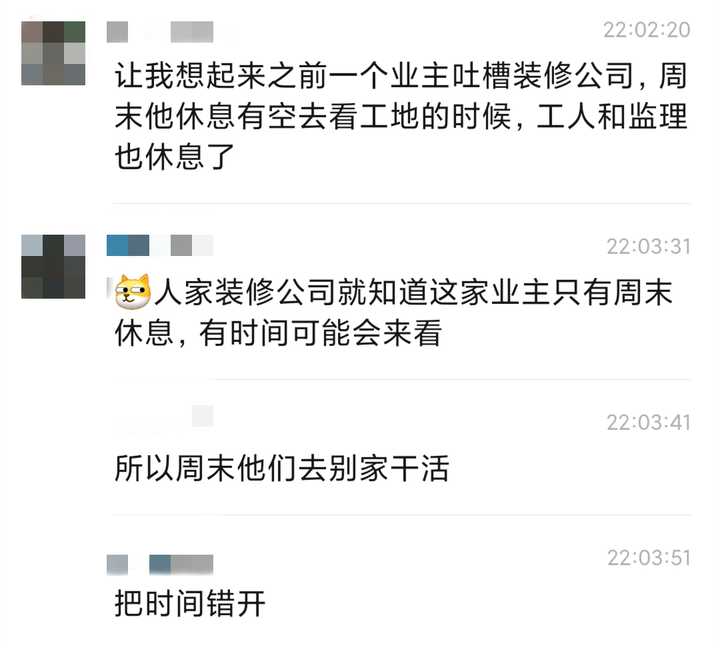 22:02:20
让我想起来之前一个业主吐槽装修公司，周
末他休息有空去看工地的时候，工人和监理
也休息了
22:03:31
人家装修公司就知道这家业主只有周末
休息，有时间可能会来看
22:03:41
所以周末他们去别家干活
22:03:51
把时间错开